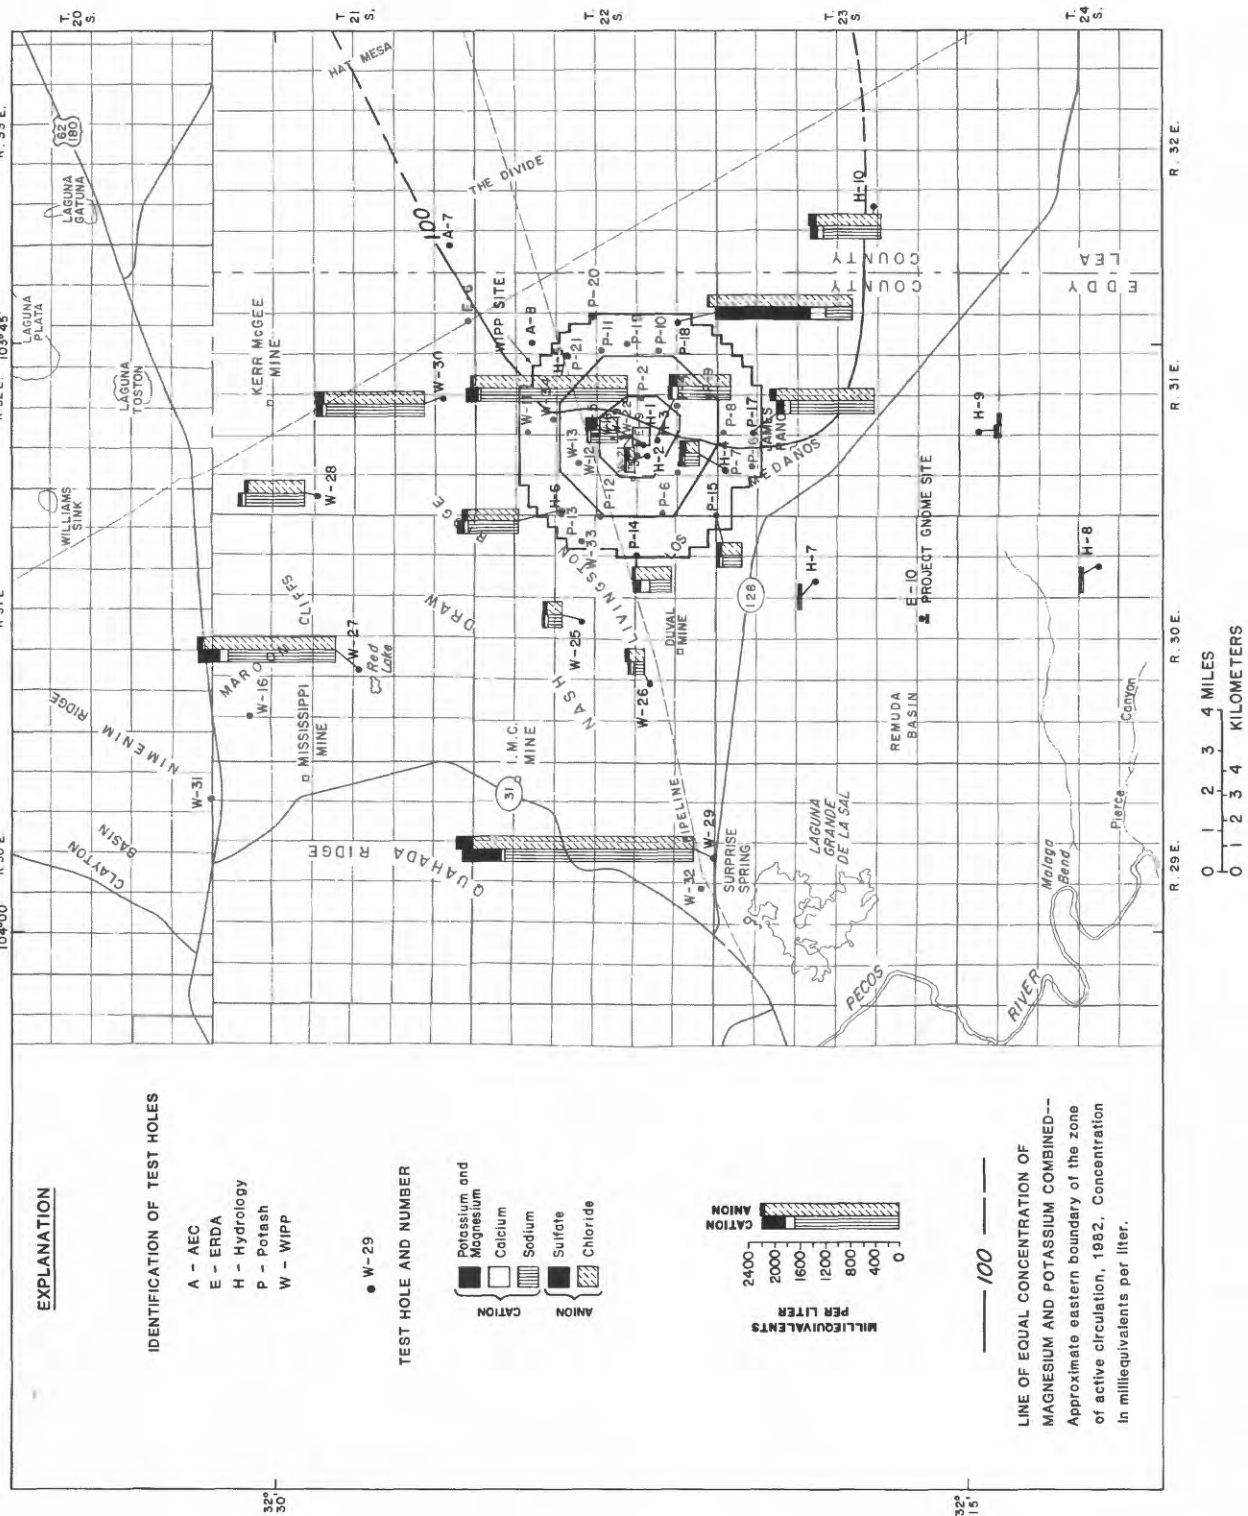 EXPLANATION
IDENTIFICATION OF TEST HOLES
A - AEC
E - ERDA
H - Hydrology
P - Potash
W - WIPP
W-29
TEST HOLE AND NUMBER
CATION
Potassium and
Magnesium
Calcium
Sodium
ANION
Sulfate
Chloride
MILLIEQUIVALENTS
PER LITER
2400
2000
1600
1200
800
400
0
CATION
ANION
100
LINE OF EQUAL CONCENTRATION OF
MAGNESIUM AND POTASSIUM COMBINED--
Approximate eastern boundary of the zone
of active circulation, 1982. Concentration
in milliequivalents per liter.
32°
30'
32°
15'
104°00'
103°45'
T. 20 S.
T. 21 S.
T. 22 S.
T. 23 S.
T. 24 S.
R. 29 E.
R. 30 E.
R. 31 E.
R. 32 E.
0 1 2 3 4 MILES
0 1 2 3 4 KILOMETERS
CLAYTON
BASIN
NIMENIM
RIDGE
W-31
W-16
MISSISSIPPI
MINE
MAROON
CLIFFS
W-27
Red
Lake
WILLIAMS
SINK
W-28
LAGUNA
TOSTON
LAGUNA
PLATA
KERR McGEE
MINE
W-30
LAGUNA
GATUNA
62
180
HAT MESA
THE DIVIDE
100
A-7
A-8
WIPP SITE
QUAHADA
RIDGE
31
I.M.C.
MINE
NASH
DRAW
LIVINGSTON
RIDGE
W-25
W-26
W-33
DUVAL
MINE
PIPELINE
W-29
W-32
SURPRISE
SPRING
LAGUNA
GRANDE
DE LA SAL
PECOS
RIVER
Malaga
Bend
Pierce
Canyon
REMUDA
BASIN
128
LOS
MEDANOS
H-6
P-13
P-12
P-14
P-15
P-6
W-13
W-12
W-11
W-34
H-5
P-21
P-20
P-11
P-19
P-10
P-18
P-2
P-9
P-8
P-17
H-1
H-2
H-3
H-4
P-7
JAMES
H-7
E-10
PROJECT GNOME SITE
H-8
H-9
H-10
LEA
COUNTY
EDDY
COUNTY